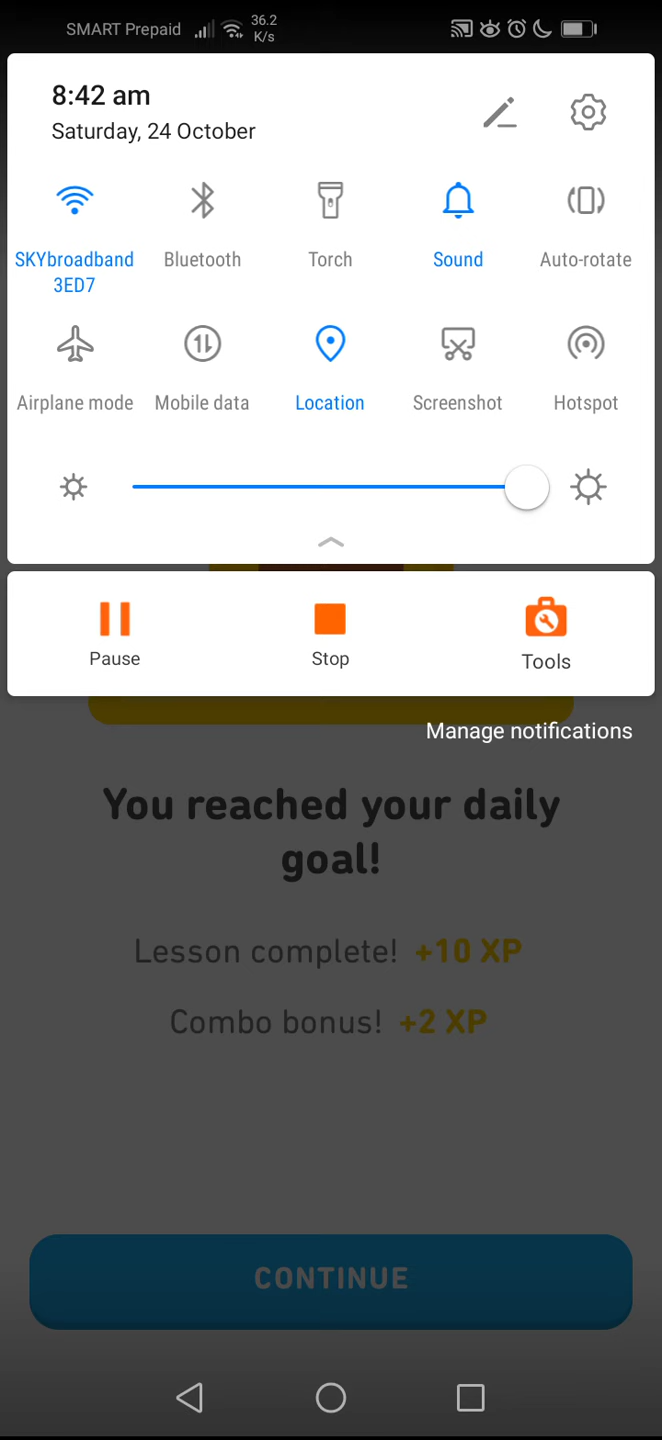 SMART Prepaid 36.2 K/s
8:42 am
Saturday, 24 October
SKYbroadband 3ED7
Bluetooth
Torch
Sound
Auto-rotate
Airplane mode
Mobile data
Location
Screenshot
Hotspot
Pause
Stop
Tools
Manage notifications
You reached your daily
goal!
Lesson complete! +10 XP
Combo bonus! +2 XP
CONTINUE